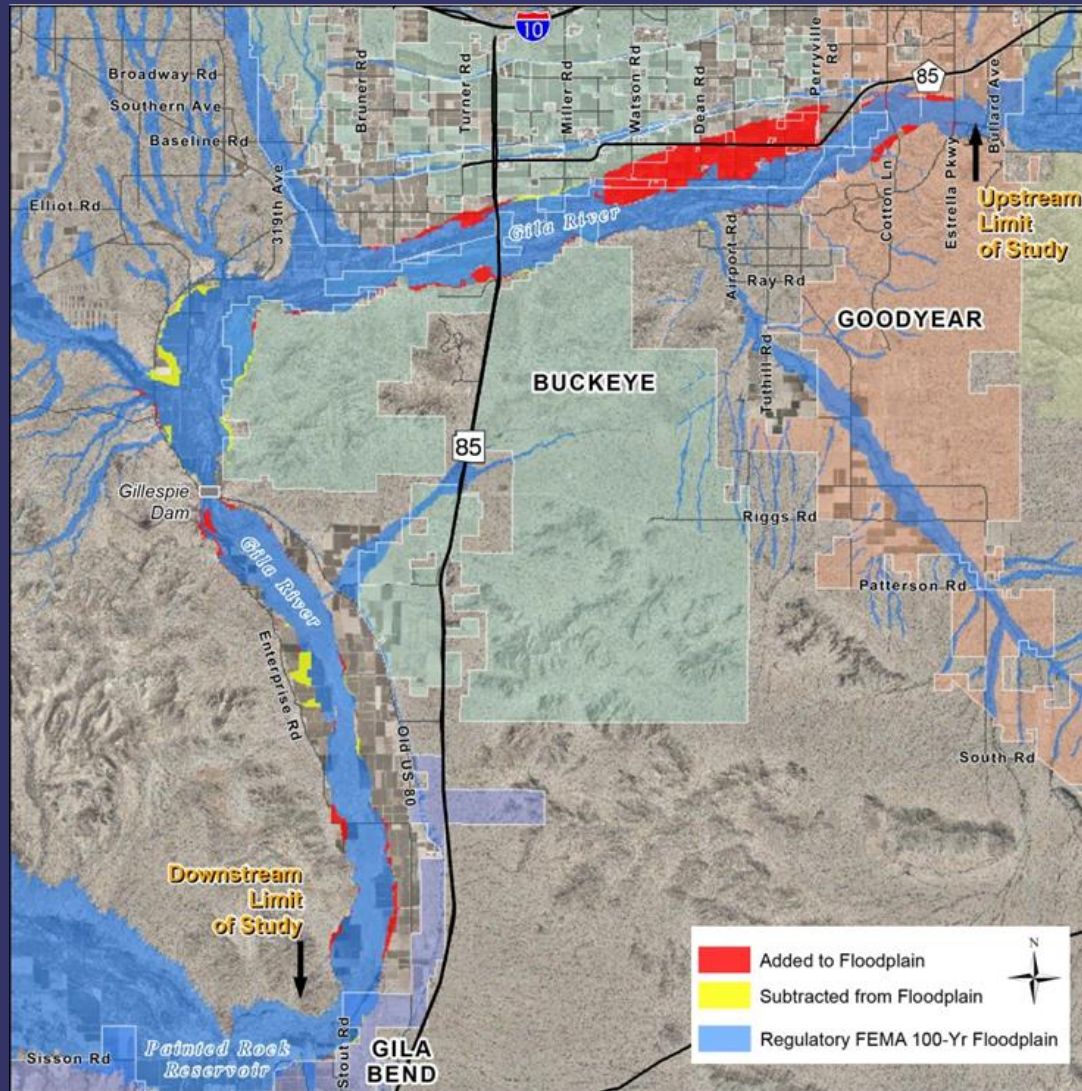 10
Broadway Rd
Southern Ave
Baseline Rd
Elliot Rd
319th Ave
Bruner Rd
Turner Rd
Miller Rd
Watson Rd
Dean Rd
Perryville
Rd
85
Bullard Ave
Estrella Pkwy
Cotton Ln
Upstream
Limit
of Study
Gila River
Airport Rd
Ray Rd
GOODYEAR
Tuthill Rd
BUCKEYE
85
Gillespie
Dam
Riggs Rd
Gila River
Patterson Rd
Enterprise Rd
Old US 80
South Rd
Downstream
Limit
of Study
Added to Floodplain
N
Subtracted from Floodplain
Regulatory FEMA 100-Yr Floodplain
Sisson Rd
Painted Rock
Reservoir
Stout Rd
GILA
BEND